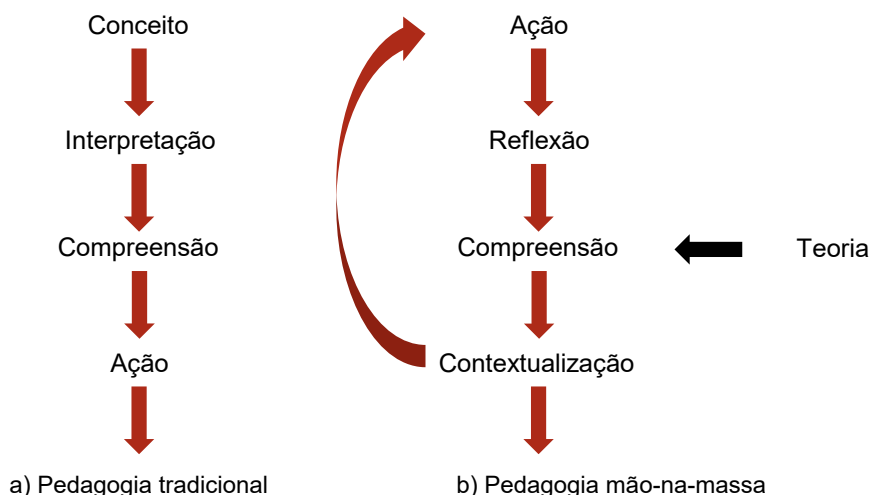 Conceito
Interpretação
Compreensão
Ação
a) Pedagogia tradicional
Ação
Reflexão
Compreensão
Teoria
Contextualização
b) Pedagogia mão-na-massa